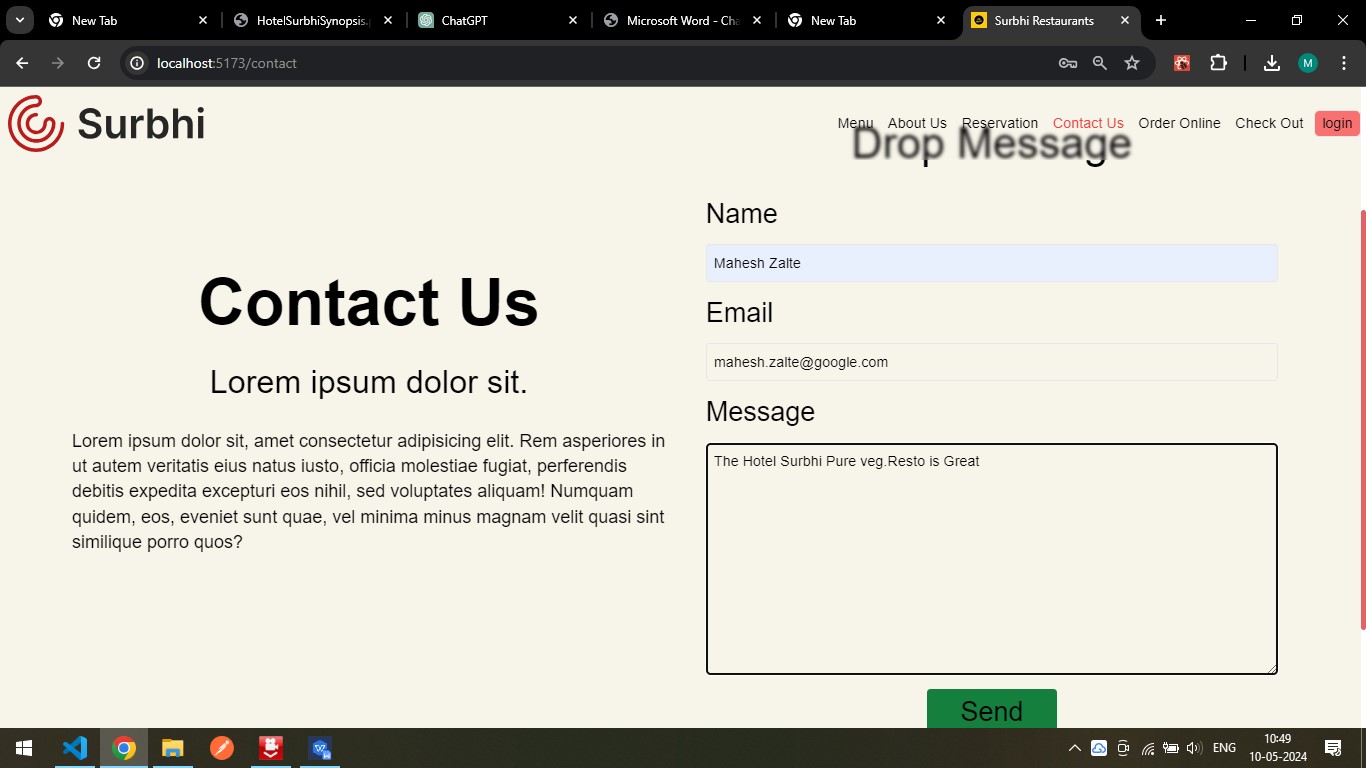 New Tab
HotelSurbhiSynopsis.
ChatGPT
Microsoft Word - Cha
New Tab
Surbhi Restaurants
localhost:5173/contact
M
Surbhi
Menu About Us Reservation Contact Us Order Online Check Out login
Drop Message
Contact Us
Lorem ipsum dolor sit.
Lorem ipsum dolor sit, amet consectetur adipisicing elit. Rem asperiores in
ut autem veritatis eius natus iusto, officia molestiae fugiat, perferendis
debitis expedita excepturi eos nihil, sed voluptates aliquam! Numquam
quidem, eos, eveniet sunt quae, vel minima minus magnam velit quasi sint
similique porro quos?
Name
Mahesh Zalte
Email
mahesh.zalte@google.com
Message
The Hotel Surbhi Pure veg.Resto is Great
Send
ENG
10:49
10-05-2024